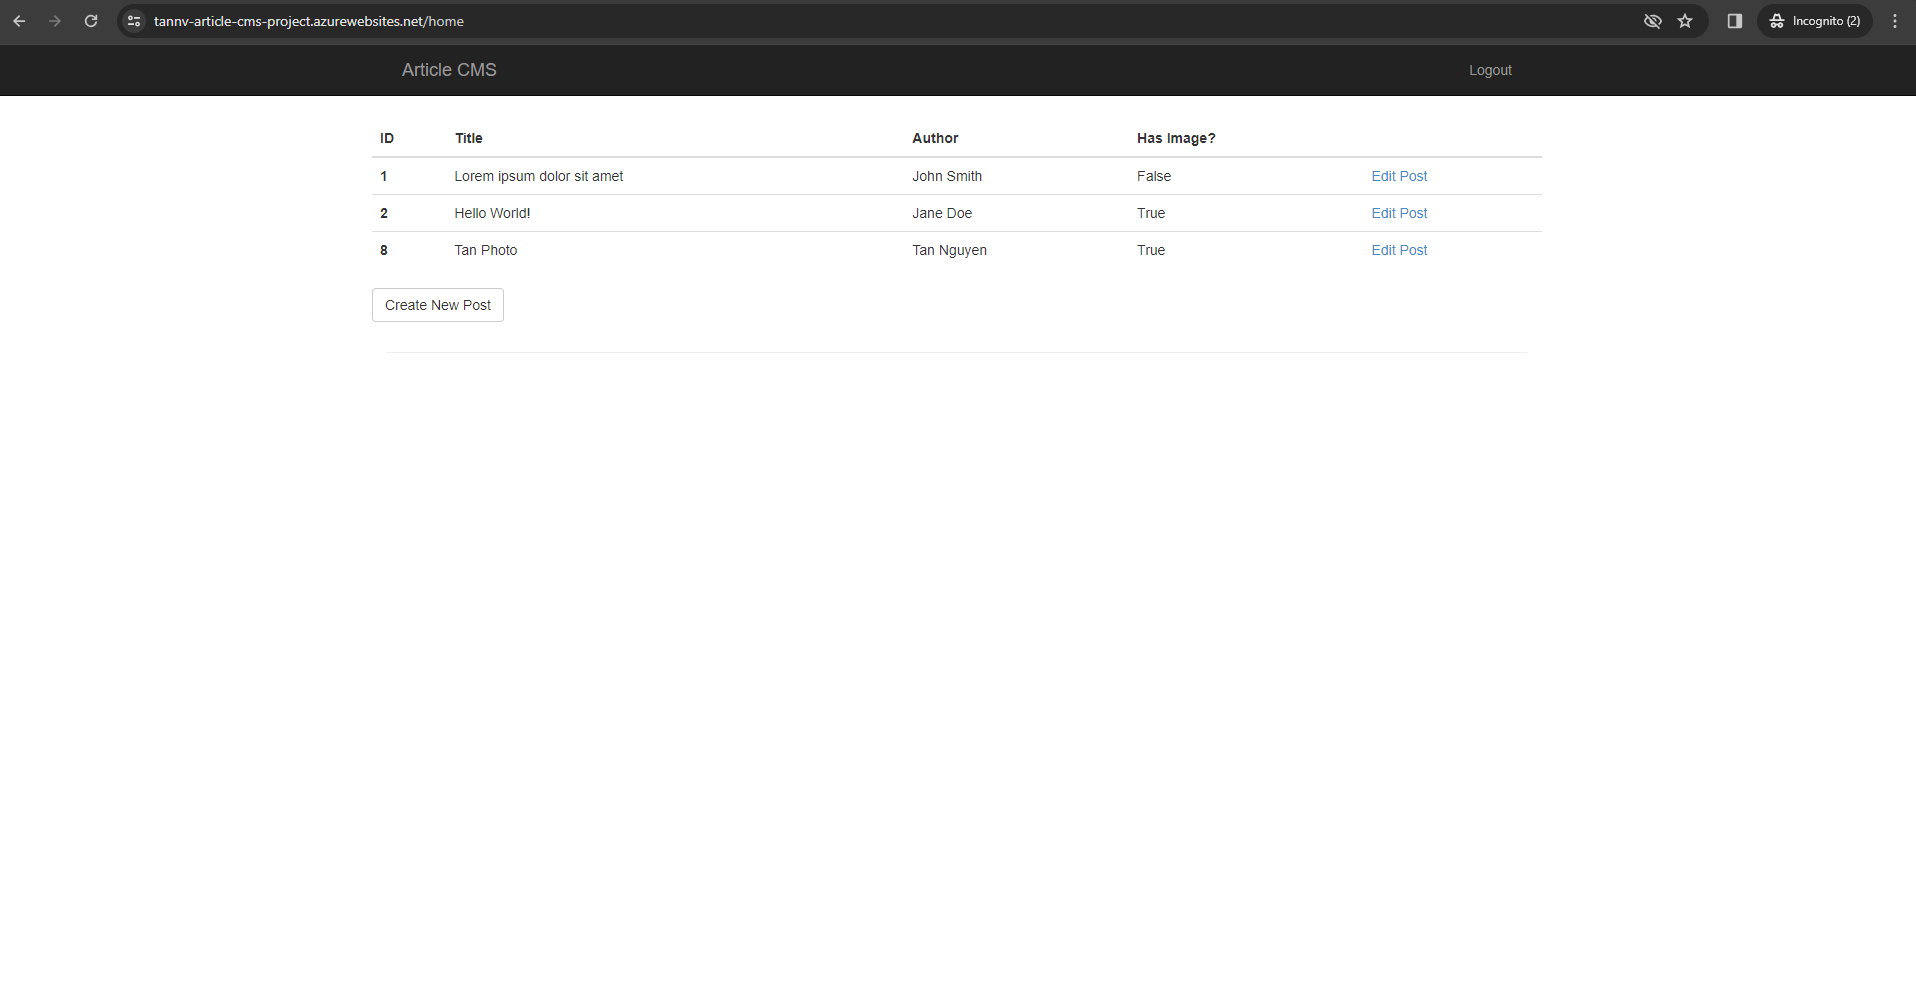 tannv-article-cms-project.azurewebsites.net/home
Incognito (2)
Article CMS Logout
ID Title Author Has Image?
1 Lorem ipsum dolor sit amet John Smith False Edit Post
2 Hello World! Jane Doe True Edit Post
8 Tan Photo Tan Nguyen True Edit Post
Create New Post